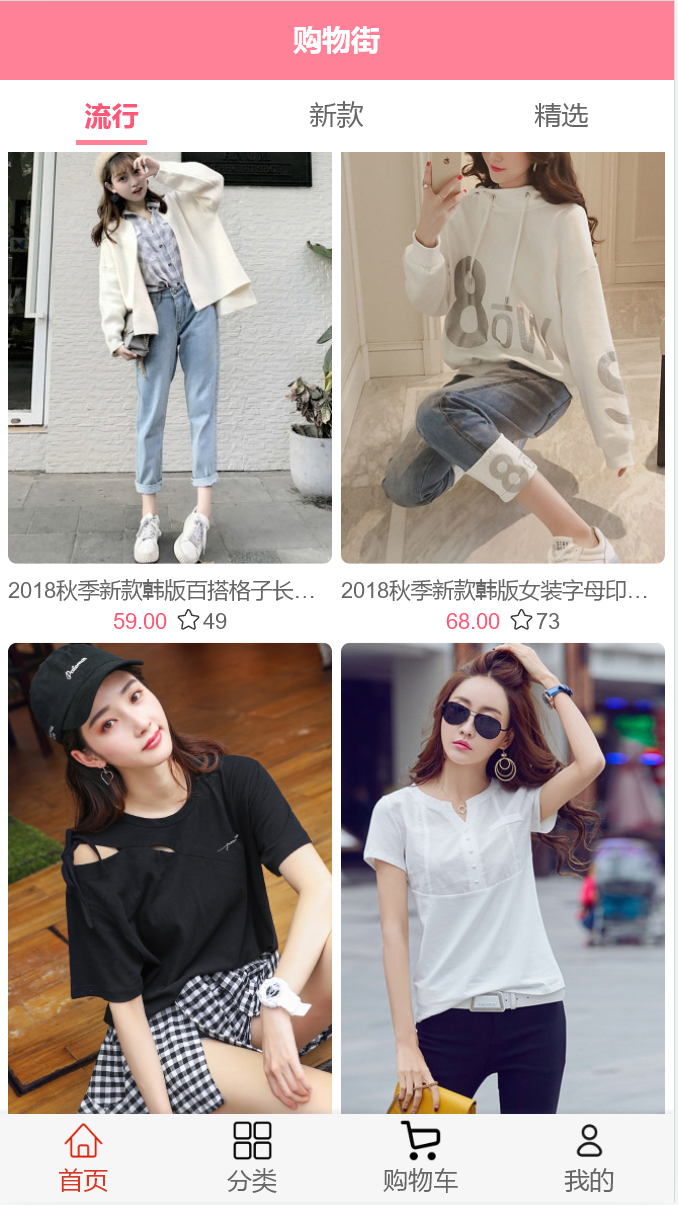 购物街
流行 新款 精选
2018秋季新款韩版百搭格子长… 2018秋季新款韩版女装字母印…
59.00 49 68.00 73
首页 分类 购物车 我的